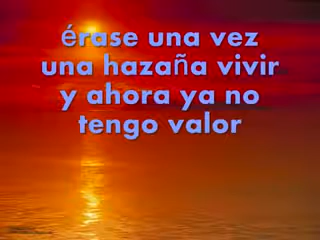 érase una vez
una hazaña vivir
y ahora ya no
tengo valor